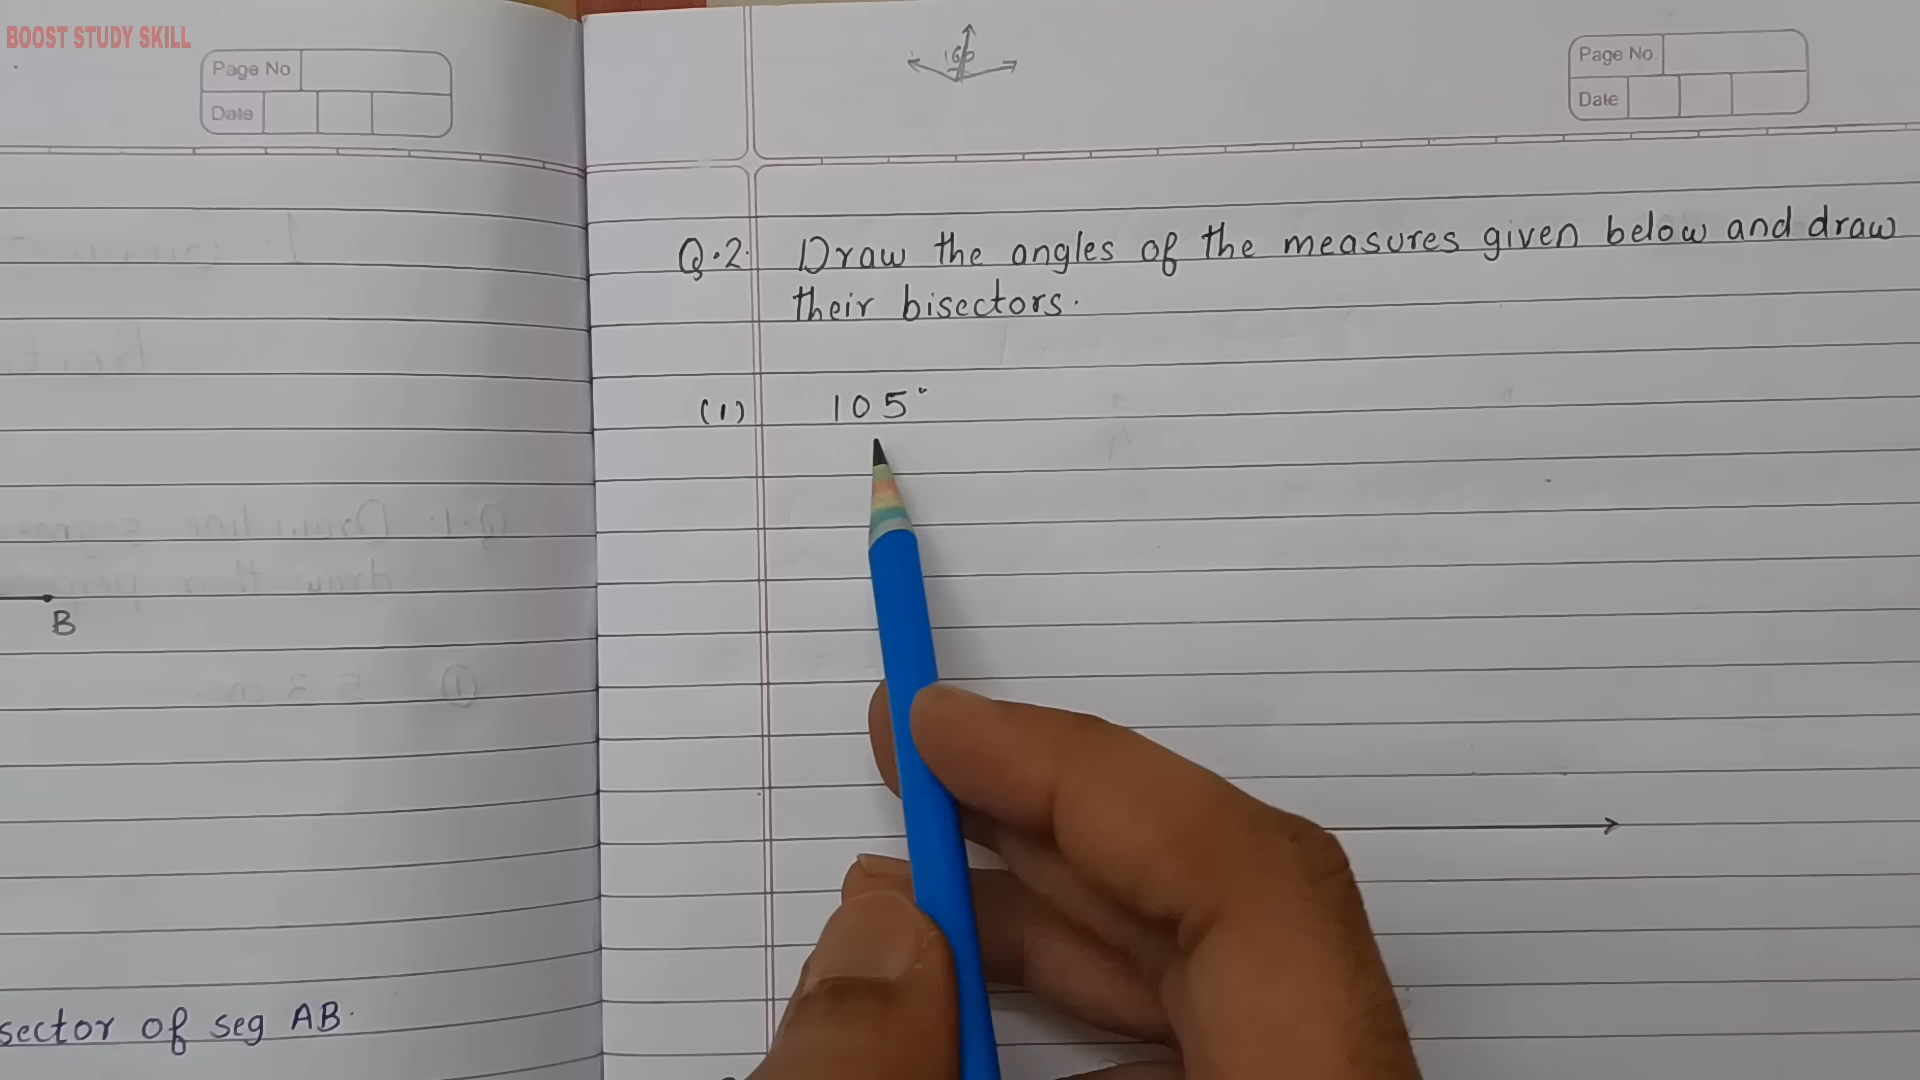 BOOST STUDY SKILL
Page No.
Date
B
sector of seg AB.
Page No.
Date
Q.2. Draw the angles of the measures given below and draw
their bisectors.
(1) 105°